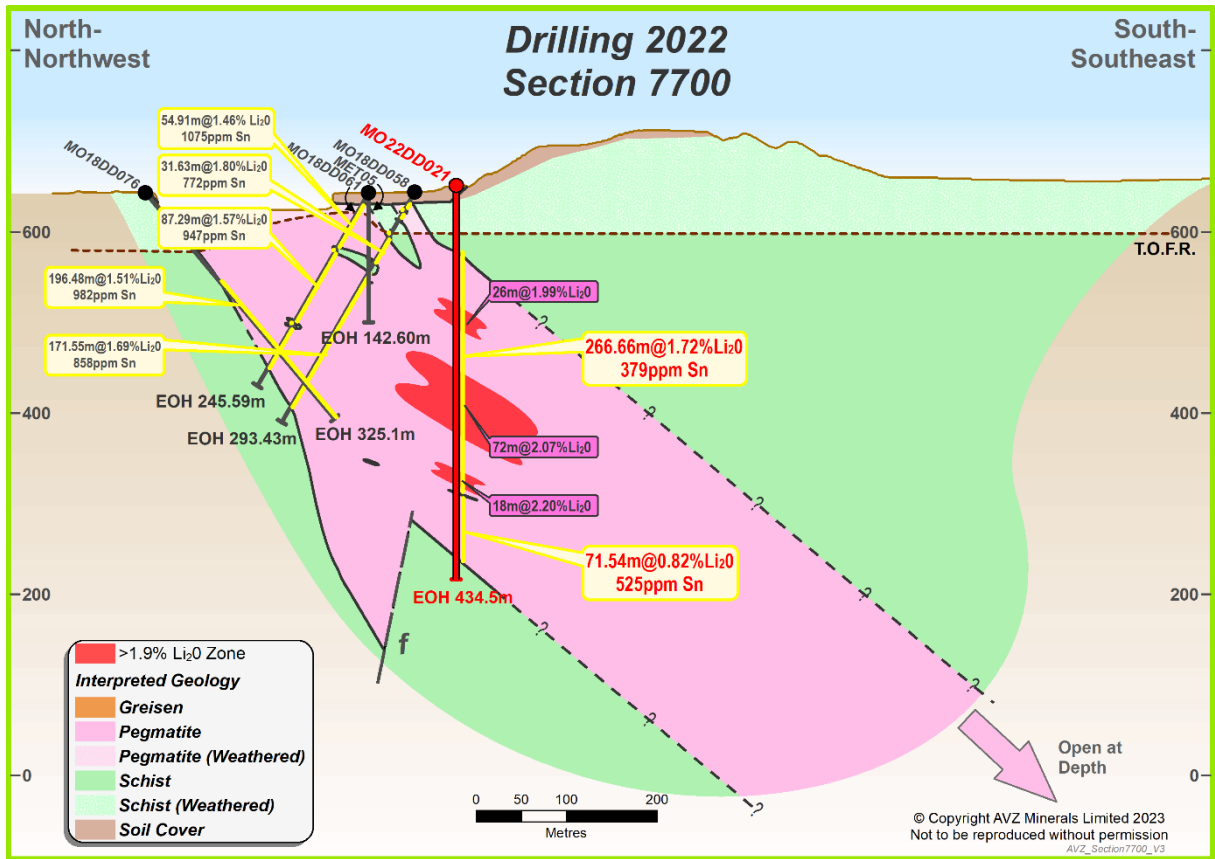 North-
Northwest
Drilling 2022
Section 7700
South-
Southeast
54.91m@1.46% Li₂0
1075ppm Sn
31.63m@1.80%Li₂0
772ppm Sn
87.29m@1.57%Li₂0
947ppm Sn
196.48m@1.51%Li₂0
982ppm Sn
171.55m@1.69%Li₂0
858ppm Sn
MO18DD076
MO18DD061
MET05
MO18DD058
MO22DD021
600
600
T.O.F.R.
26m@1.99%Li₂0
?
EOH 142.60m
266.66m@1.72%Li₂0
379ppm Sn
EOH 245.59m
400
?
400
EOH 293.43m
EOH 325.1m
72m@2.07%Li₂0
18m@2.20%Li₂0
?
71.54m@0.82%Li₂0
525ppm Sn
200
EOH 434.5m
200
?
f
?
?
?
?
>1.9% Li₂0 Zone
Interpreted Geology
Greisen
Pegmatite
Pegmatite (Weathered)
Schist
Schist (Weathered)
Soil Cover
0
0
Open at
Depth
0 50 100 200
Metres
© Copyright AVZ Minerals Limited 2023
Not to be reproduced without permission
AVZ_Section7700_V3